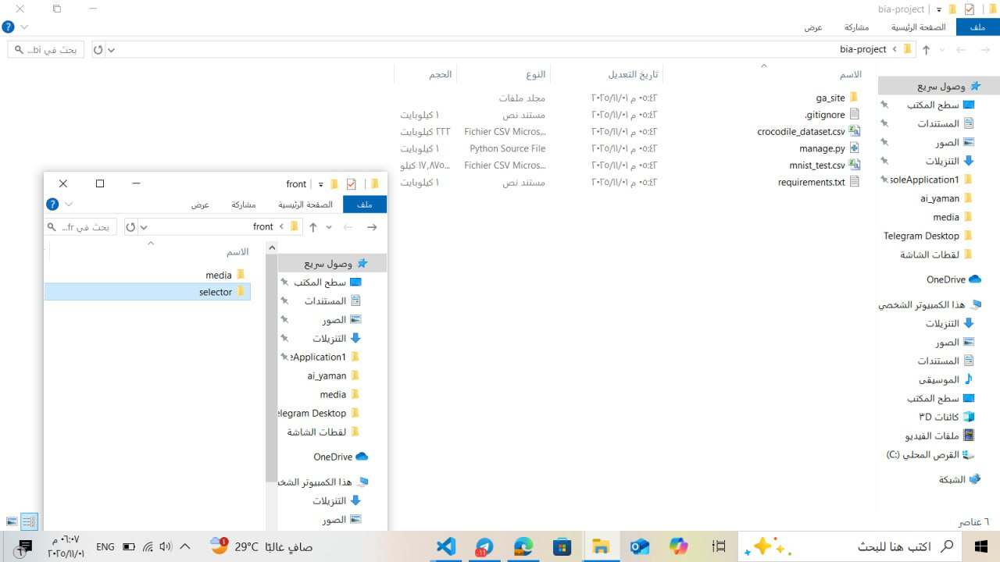 bia-project
ملف
الصفحة الرئيسية
مشاركة
عرض
bia-project
بحث في bi...
الاسم
تاريخ التعديل
النوع
الحجم
ga_site
٠٥:٤٢ م ٢٠٢٥/١١/٠١
مجلد ملفات
.gitignore
٠٥:٤٢ م ٢٠٢٥/١١/٠١
مستند نص
١ كيلوبايت
crocodile_dataset.csv
٠٥:٤٢ م ٢٠٢٥/١١/٠١
Fichier CSV Micros...
٢٢٢ كيلوبايت
manage.py
٠٥:٤٢ م ٢٠٢٥/١١/٠١
Python Source File
١ كيلوبايت
mnist_test.csv
٠٥:٤٢ م ٢٠٢٥/١١/٠١
Fichier CSV Micros...
١٧,٨٧٥ كيلو...
requirements.txt
٠٥:٤٢ م ٢٠٢٥/١١/٠١
مستند نص
١ كيلوبايت
وصول سريع
سطح المكتب
المستندات
الصور
التنزيلات
soleApplication1
ai_yaman
media
Telegram Desktop
لقطات الشاشة
OneDrive
هذا الكمبيوتر الشخصي
التنزيلات
الصور
المستندات
الموسيقى
سطح المكتب
كائنات 3D
ملفات الفيديو
القرص المحلي (C:)
الشبكة
٦ عناصر
front
ملف
الصفحة الرئيسية
مشاركة
عرض
front
بحث في fr...
الاسم
media
selector
وصول سريع
سطح المكتب
المستندات
الصور
التنزيلات
eApplication1
ai_yaman
media
elegram Desktop
لقطات الشاشة
OneDrive
هذا الكمبيوتر الشخص
التنزيلات
الصور
اكتب هنا للبحث
11
29°C صافٍ غالبًا
1
ENG
٠٦:٠٧ م
٢٠٢٥/١١/٠١
1